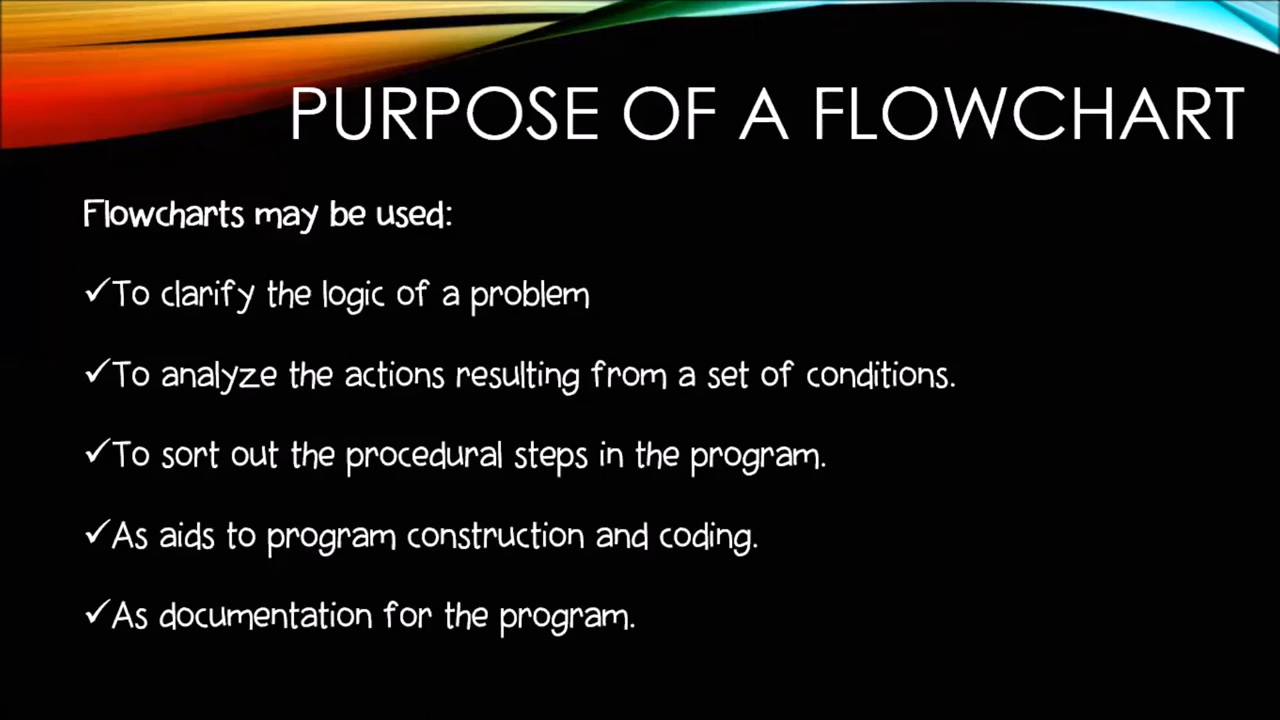 PURPOSE OF A FLOWCHART
Flowcharts may be used:
✓To clarify the logic of a problem
✓To analyze the actions resulting from a set of conditions.
✓To sort out the procedural steps in the program.
✓As aids to program construction and coding.
✓As documentation for the program.